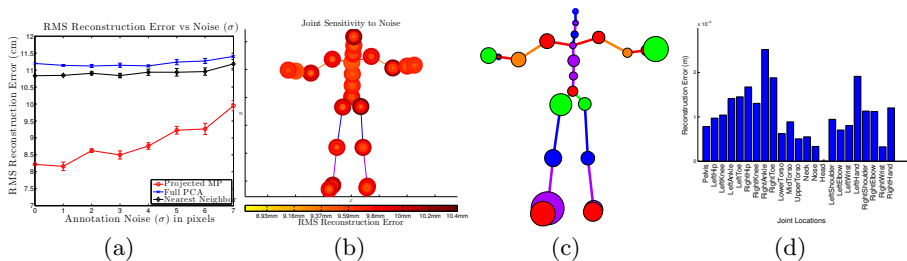 RMS Reconstruction Error vs Noise (σ)
RMS Reconstruction Error (cm)
12
11.5
11
10.5
10
9.5
9
8.5
8
7.5
0 1 2 3 4 5 6 7
Projected MP
Full PCA
Nearest Neighbor
Annotation Noise (σ) in pixels
(a)
Joint Sensitivity to Noise
8.93mm 9.16mm 9.37mm 9.59mm 9.8mm 10mm 10.2mm 10.4mm
RMS Reconstruction Error
(b)
(c)
Reconstruction Error (m)
3
2
1
0
Pelvis
LeftHip
LeftKnee
LeftAnkle
LeftToe
RightHip
RightKnee
RightAnkle
RightToe
LowerTorso
MidTorso
UpperTorso
Neck
Nose
Head
LeftShoulder
LeftElbow
LeftWrist
LeftHand
RightShoulder
RightElbow
RightWrist
RightHand
Joint Locations
(d)